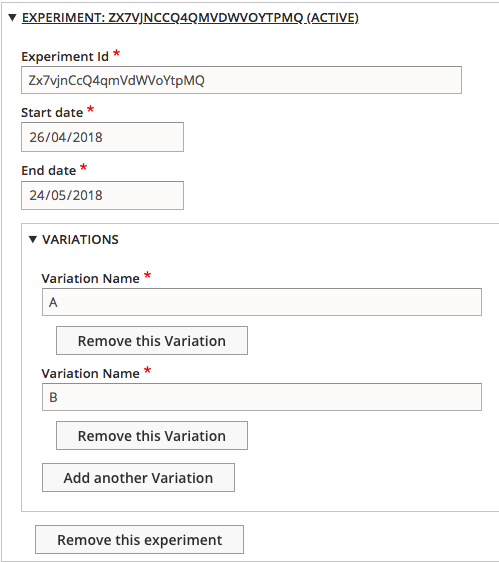 ▼ EXPERIMENT: ZX7VJNCCQ4QMVDWVOYTPMQ (ACTIVE)
Experiment Id *
Zx7vjnCcQ4qmVdWVoYtpMQ
Start date *
26/04/2018
End date *
24/05/2018
▼ VARIATIONS
Variation Name *
A
Remove this Variation
Variation Name *
B
Remove this Variation
Add another Variation
Remove this experiment